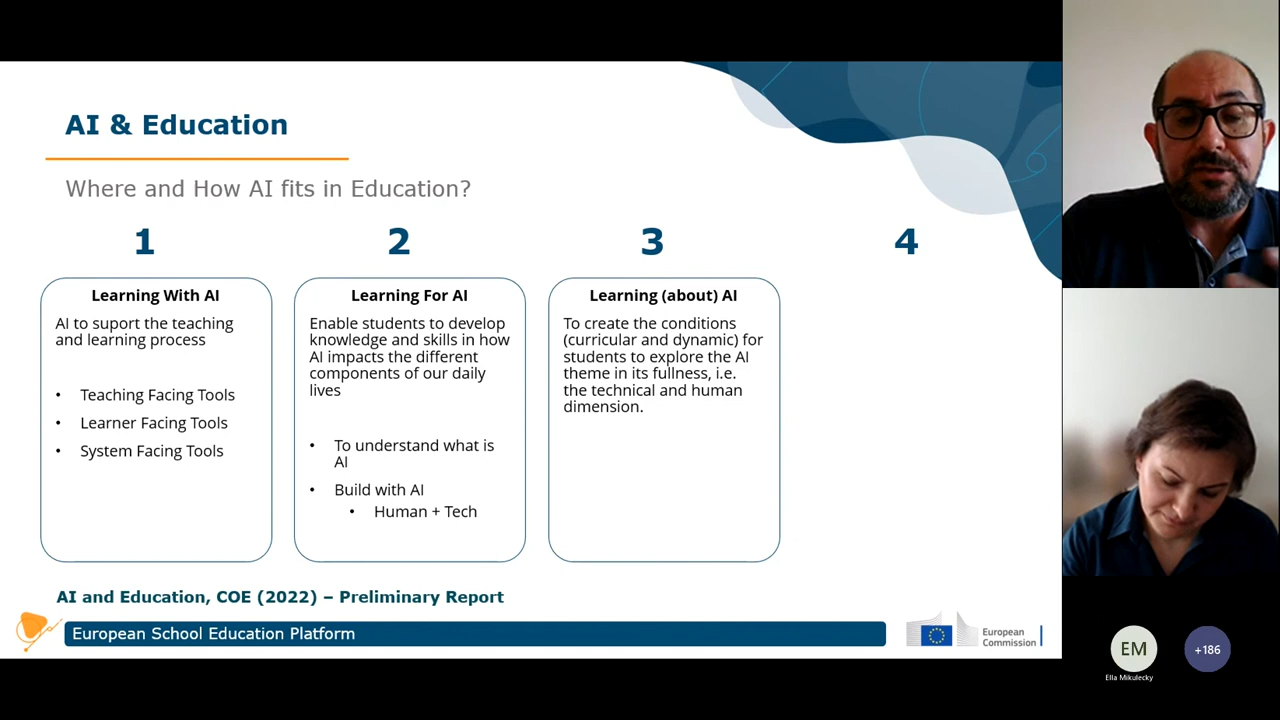 AI & Education
Where and How AI fits in Education?
1
2
3
4
Learning With AI
AI to suport the teaching
and learning process
• Teaching Facing Tools
• Learner Facing Tools
• System Facing Tools
Learning For AI
Enable students to develop
knowledge and skills in how
AI impacts the different
components of our daily
lives
• To understand what is
AI
• Build with AI
• Human + Tech
Learning (about) AI
To create the conditions
(curricular and dynamic) for
students to explore the AI
theme in its fullness, i.e.
the technical and human
dimension.
AI and Education, COE (2022) – Preliminary Report
European School Education Platform
European
Commission
EM
+186
Ella Mikulecky